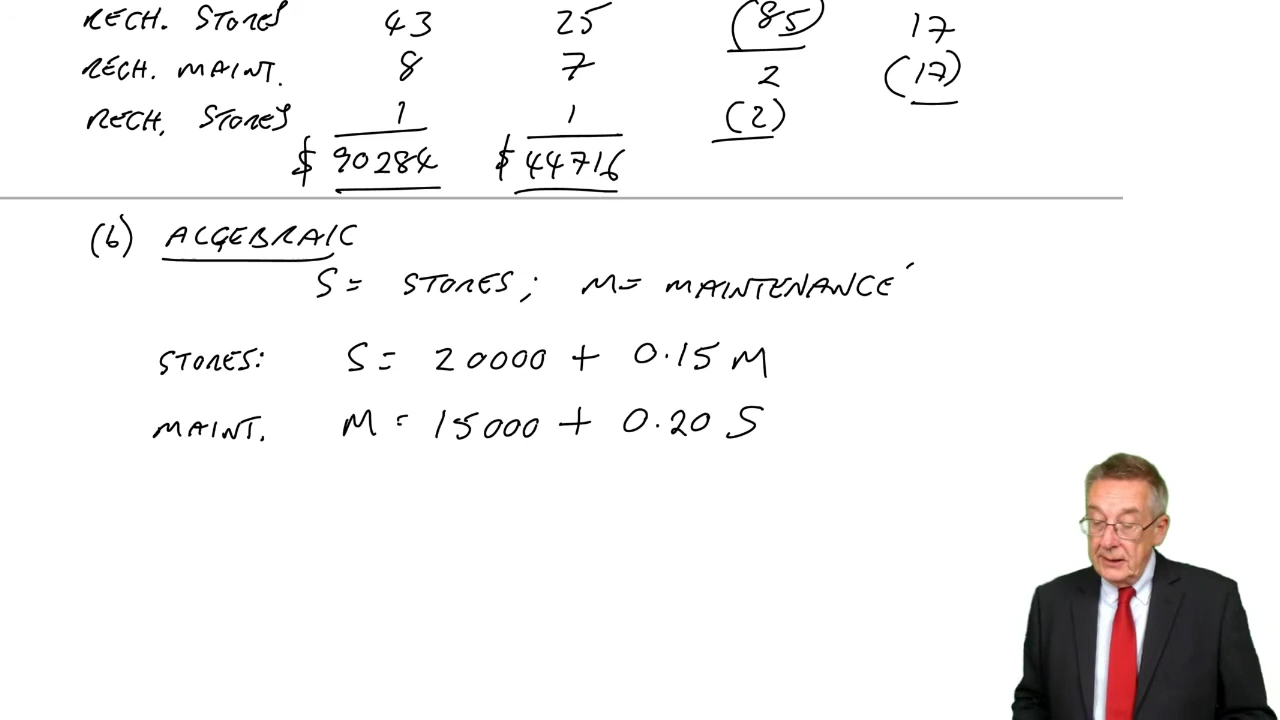 RECH. STORES 43 25 (85) 17
RECH. MAINT. 8 7 2 (17)
RECH. STORES 1 1 (2)
$ 90284 $ 44716
(b) ALGEBRAIC
S = STORES; M = MAINTENANCE
STORES: S = 20000 + 0.15 M
MAINT. M = 15000 + 0.20 S